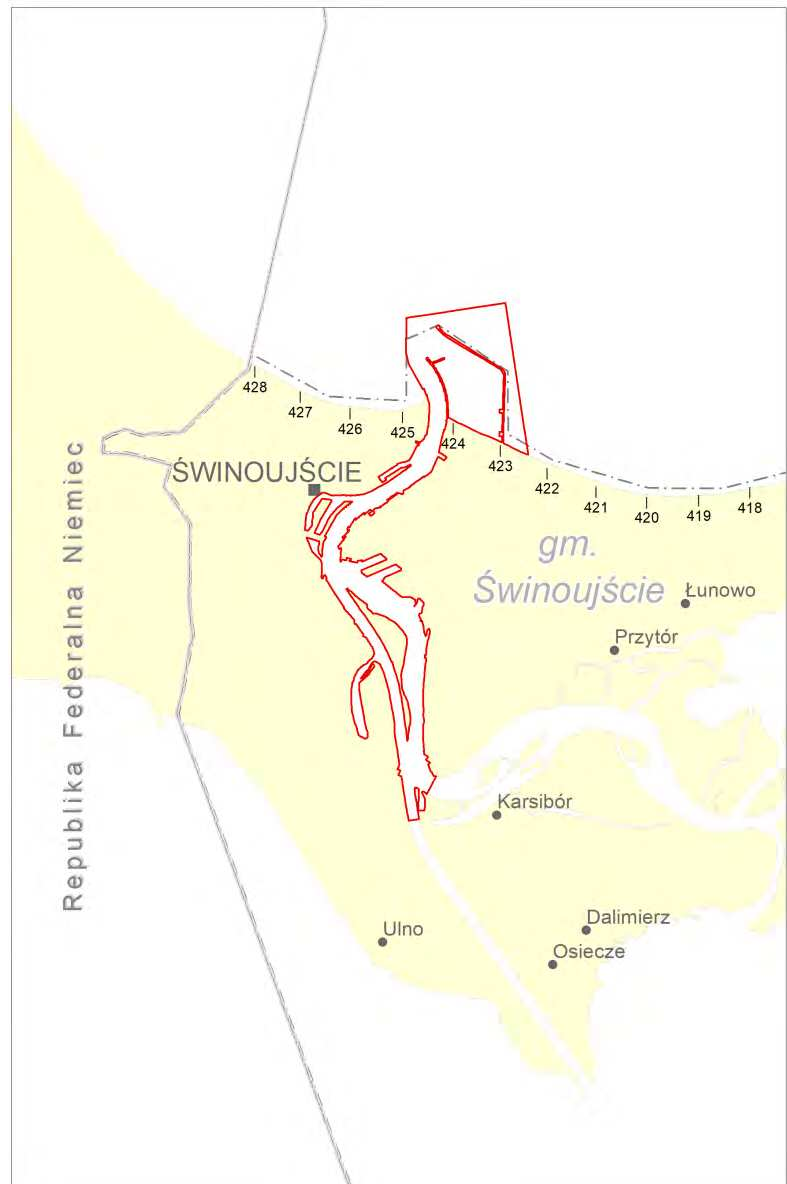 428
427
426
425
424
423
422
421
420
419
418
ŚWINOUJŚCIE
gm.
Świnoujście
Łunowo
Przytór
Republika Federalna Niemiec
Karsibór
Ulno
Dalimierz
Osiecze